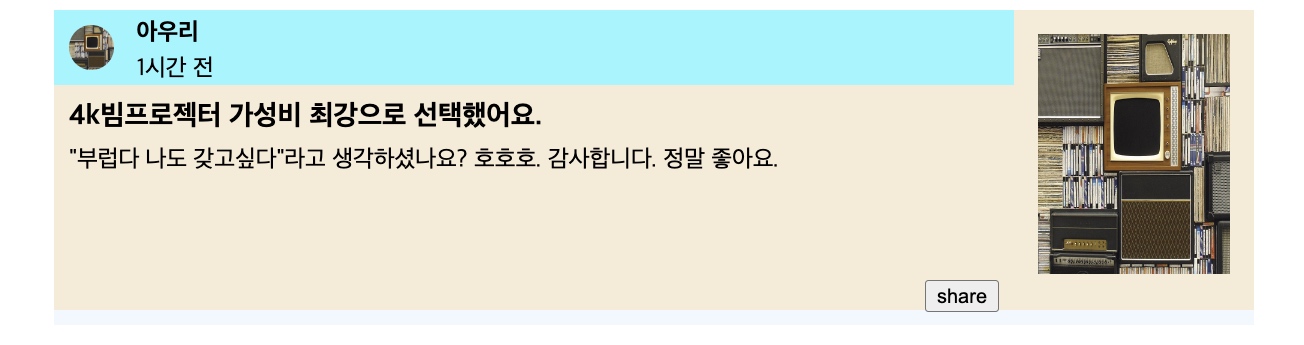 아우리
1시간 전
4k빔프로젝터 가성비 최강으로 선택했어요.
"부럽다 나도 갖고싶다"라고 생각하셨나요? 호호호. 감사합니다. 정말 좋아요.
share